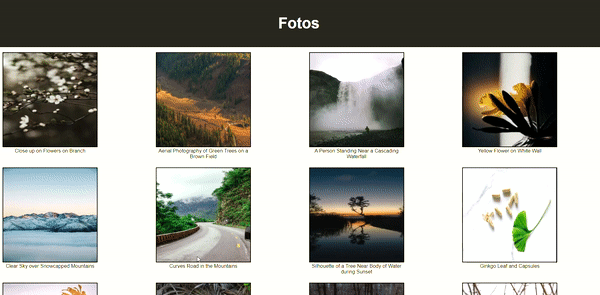 Fotos
Close up on Flowers on Branch
Aerial Photography of Green Trees on a
Brown Field
A Person Standing Near a Cascading
Waterfall
Yellow Flower on White Wall
Clear Sky over Snowcapped Mountains
Curves Road in the Mountains
Silhouette of a Tree Near Body of Water
during Sunset
Ginkgo Leaf and Capsules